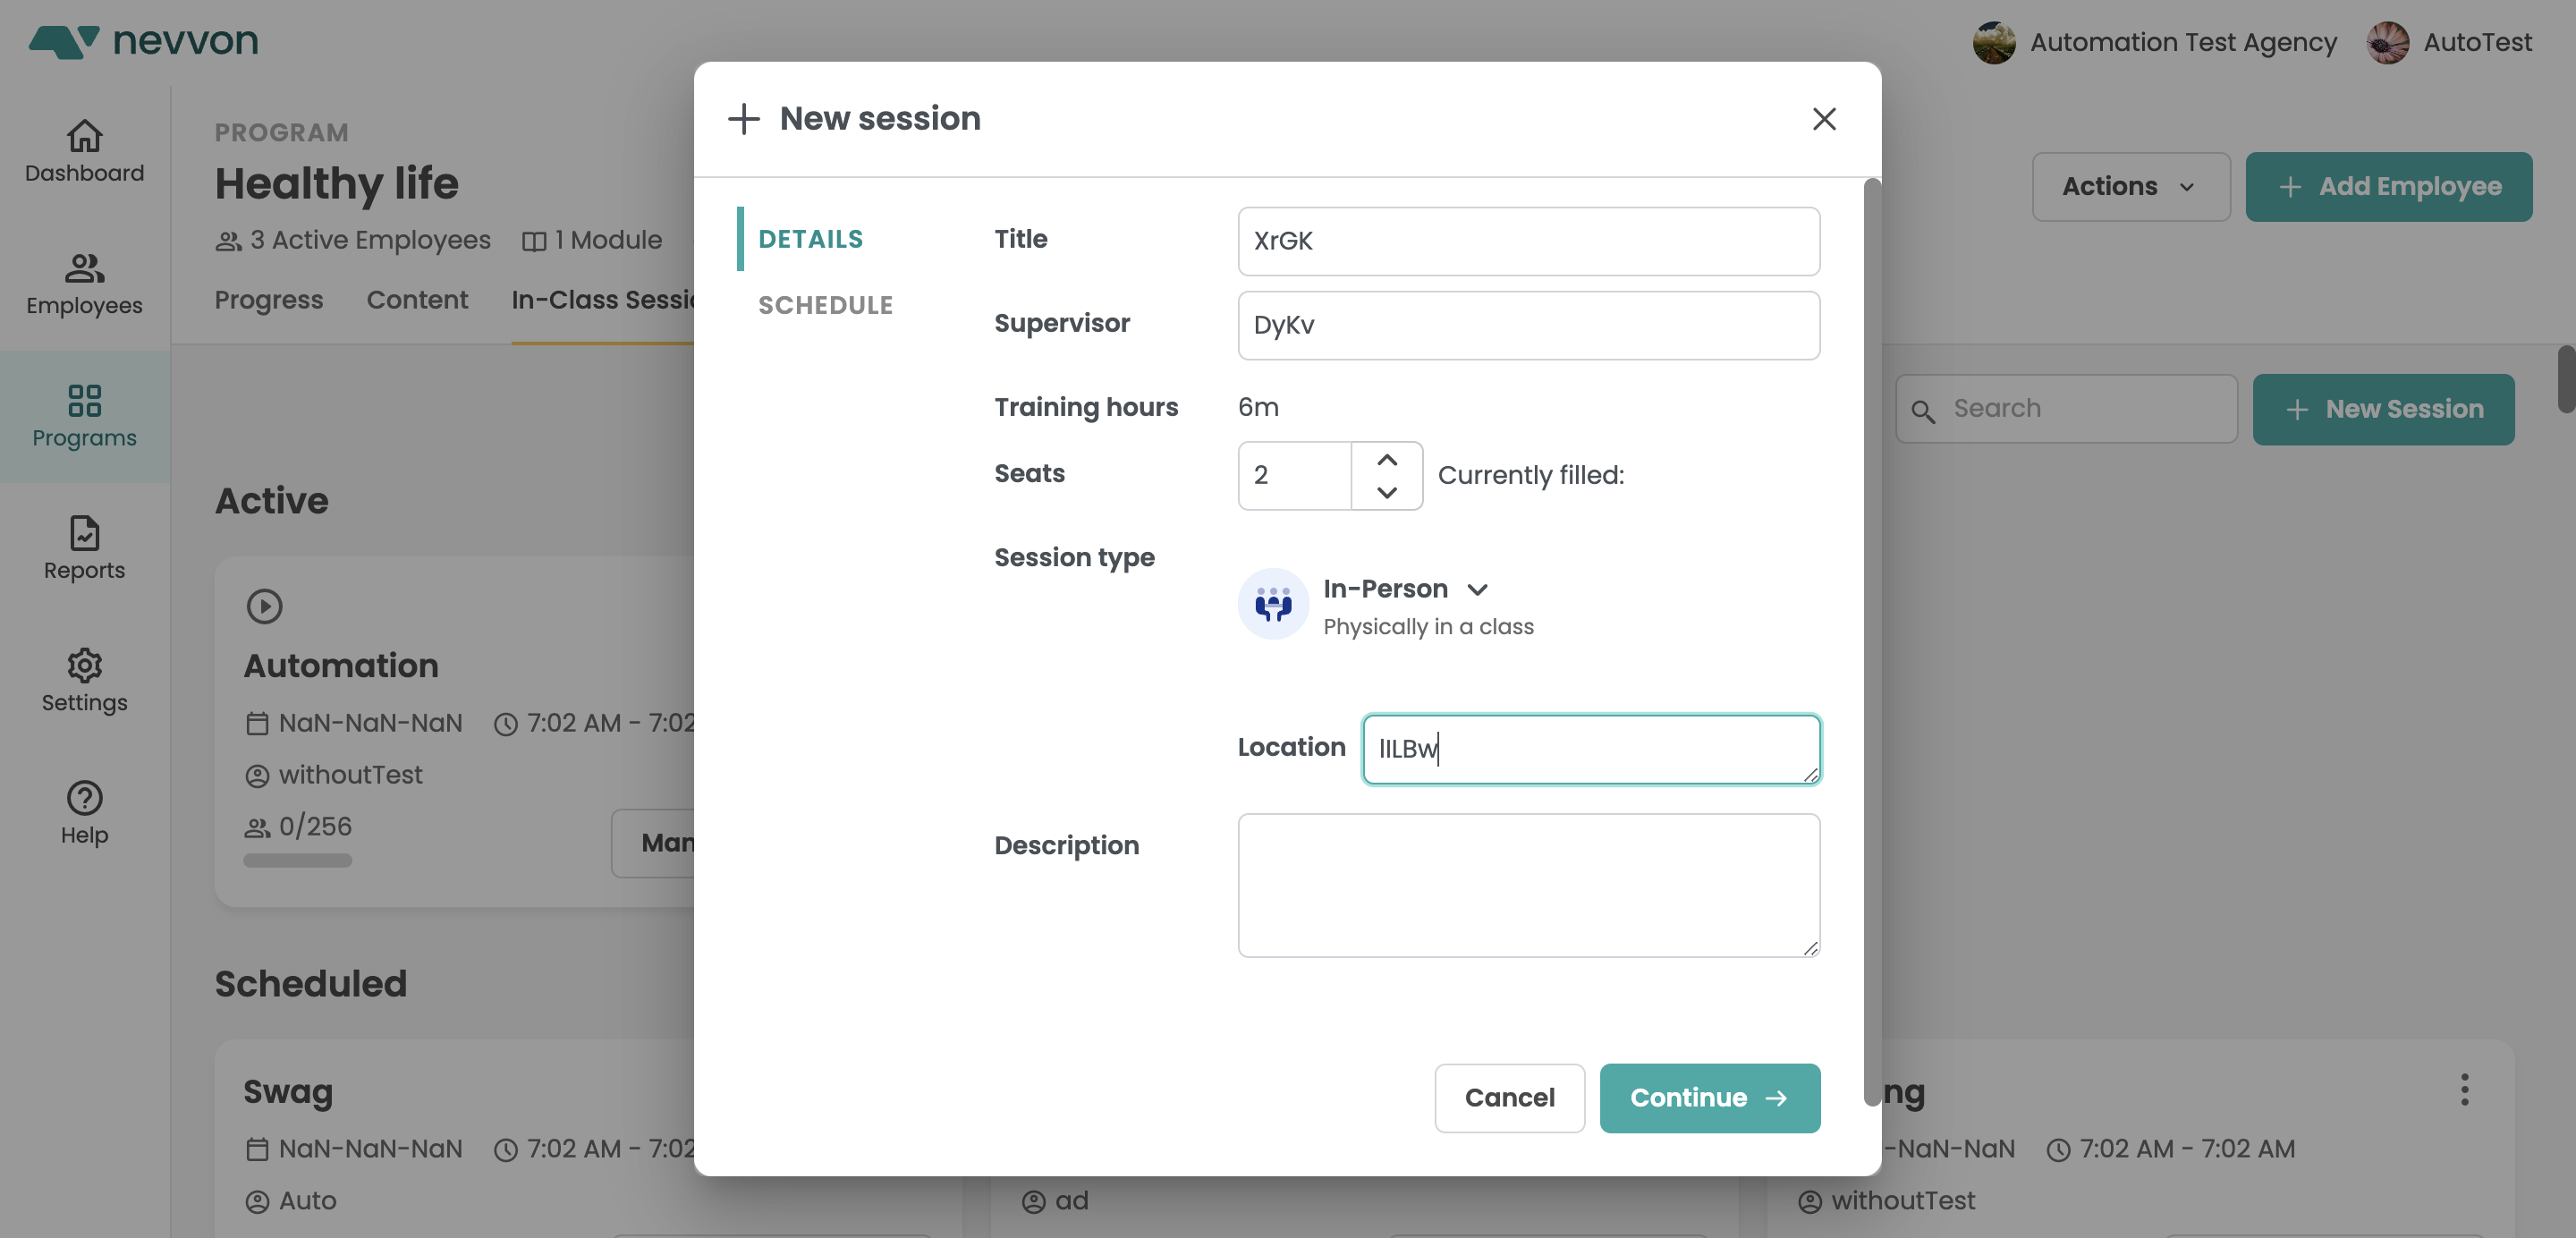 nevvon
Automation Test Agency
AutoTest
Dashboard
Employees
Programs
Reports
Settings
Help
PROGRAM
Healthy life
3 Active Employees
1 Module
Progress
Content
In-Class Sessi
Actions
+ Add Employee
Search
+ New Session
Active
Automation
NaN-NaN-NaN
7:02 AM - 7:02
withoutTest
0/256
Man
Scheduled
Swag
NaN-NaN-NaN
7:02 AM - 7:02
Auto
ad
ng
-NaN-NaN
7:02 AM - 7:02 AM
withoutTest
+ New session
DETAILS
SCHEDULE
Title
XrGK
Supervisor
DyKv
Training hours
6m
Seats
2
Currently filled:
Session type
In-Person
Physically in a class
Location
Description
Cancel
Continue →